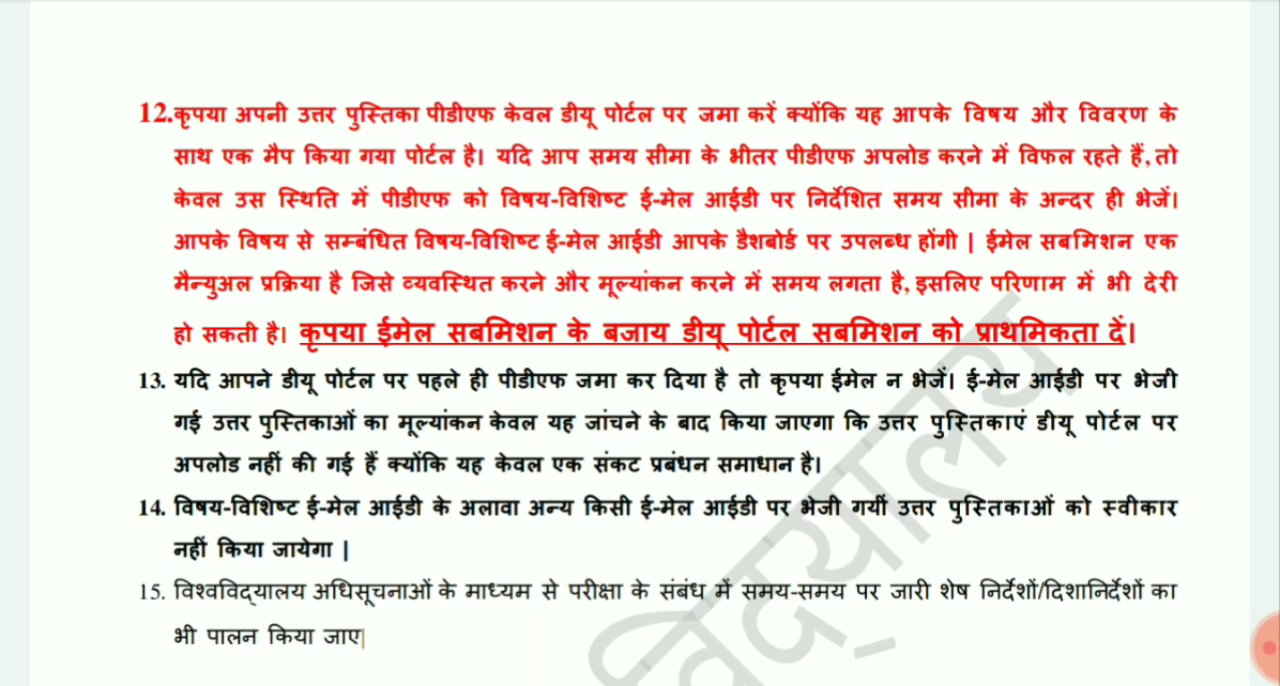 12.कृपया अपनी उत्तर पुस्तिका पीडीएफ केवल डीयू पोर्टल पर जमा करें क्योंकि यह आपके विषय और विवरण के
साथ एक मैप किया गया पोर्टल है। यदि आप समय सीमा के भीतर पीडीएफ अपलोड करने में विफल रहते हैं, तो
केवल उस स्थिति में पीडीएफ को विषय-विशिष्ट ई-मेल आईडी पर निर्देशित समय सीमा के अन्दर ही भेजें।
आपके विषय से सम्बंधित विषय-विशिष्ट ई-मेल आईडी आपके डैशबोर्ड पर उपलब्ध होंगी | ईमेल सबमिशन एक
मैन्युअल प्रक्रिया है जिसे व्यवस्थित करने और मूल्यांकन करने में समय लगता है, इसलिए परिणाम में भी देरी
हो सकती है। कृपया ईमेल सबमिशन के बजाय डीयू पोर्टल सबमिशन को प्राथमिकता दें।
13. यदि आपने डीयू पोर्टल पर पहले ही पीडीएफ जमा कर दिया है तो कृपया ईमेल न भेजें। ई-मेल आईडी पर भेजी
गई उत्तर पुस्तिकाओं का मूल्यांकन केवल यह जांचने के बाद किया जाएगा कि उत्तर पुस्तिकाएं डीयू पोर्टल पर
अपलोड नहीं की गई हैं क्योंकि यह केवल एक संकट प्रबंधन समाधान है।
14. विषय-विशिष्ट ई-मेल आईडी के अलावा अन्य किसी ई-मेल आईडी पर भेजी गयीं उत्तर पुस्तिकाओं को स्वीकार
नहीं किया जायेगा |
15. विश्वविद्यालय अधिसूचनाओं के माध्यम से परीक्षा के संबंध में समय-समय पर जारी शेष निर्देशों/दिशानिर्देशों का
भी पालन किया जाए|
विद्यालय